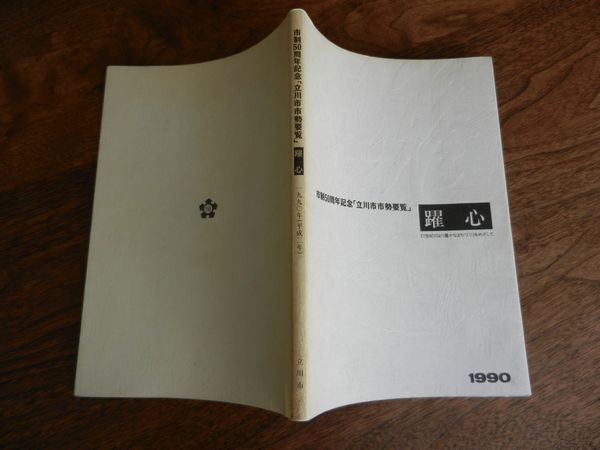 市制50周年記念「立川市市勢要覧」
躍心
一九九〇年(平成二年)
立川市
市制50周年記念「立川市市勢要覧」
躍 心
1990